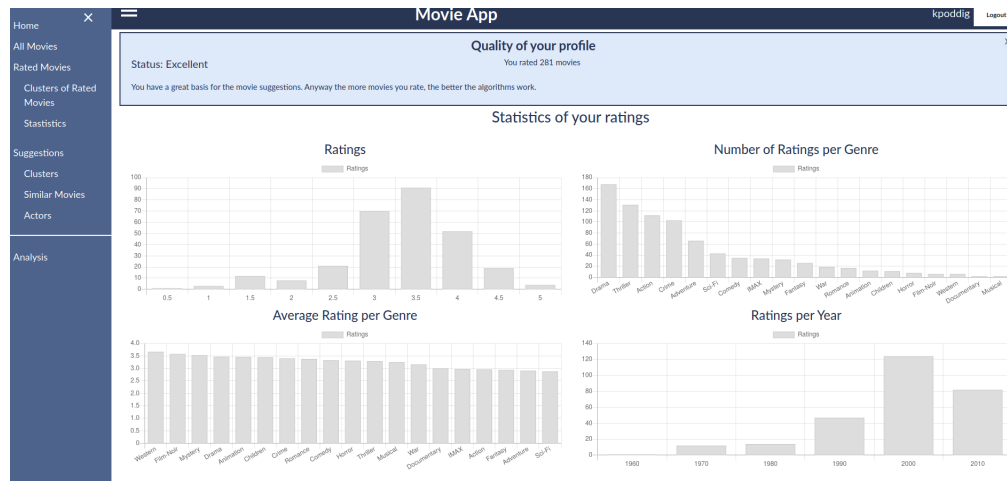 Home
All Movies
Rated Movies
Clusters of Rated
Movies
Stastistics
Suggestions
Clusters
Similar Movies
Actors
Analysis
Movie App
kpoddig
Logout
Quality of your profile
Status: Excellent
You rated 281 movies
You have a great basis for the movie suggestions. Anyway the more movies you rate, the better the algorithms work.
Statistics of your ratings
Ratings
Ratings
100
90
80
70
60
50
40
30
20
10
0
0.5 1 1.5 2 2.5 3 3.5 4 4.5 5
Number of Ratings per Genre
Ratings
180
160
140
120
100
80
60
40
20
0
Drama Thriller Action Crime Adventure Sci-Fi Comedy IMAX Mystery Fantasy War Romance Animation Children Horror Film-Noir Western Documentary Musical
Average Rating per Genre
Ratings
4.0
3.5
3.0
2.5
2.0
1.5
1.0
0.5
0
Western Film-Noir Mystery Drama Animation Children Crime Romance Comedy Horror Thriller Musical War Documentary IMAX Action Fantasy Adventure Sci-Fi
Ratings per Year
Ratings
140
120
100
80
60
40
20
0
1960 1970 1980 1990 2000 2010